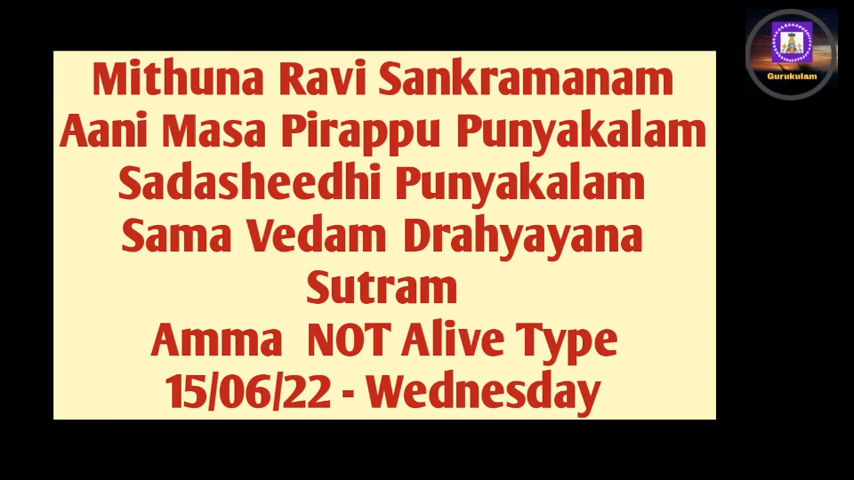 Mithuna Ravi Sankramanam
Aani Masa Pirappu Punyakalam
Sadasheedhi Punyakalam
Sama Vedam Drahyayana
Sutram
Amma NOT Alive Type
15/06/22 - Wednesday
Gurukulam